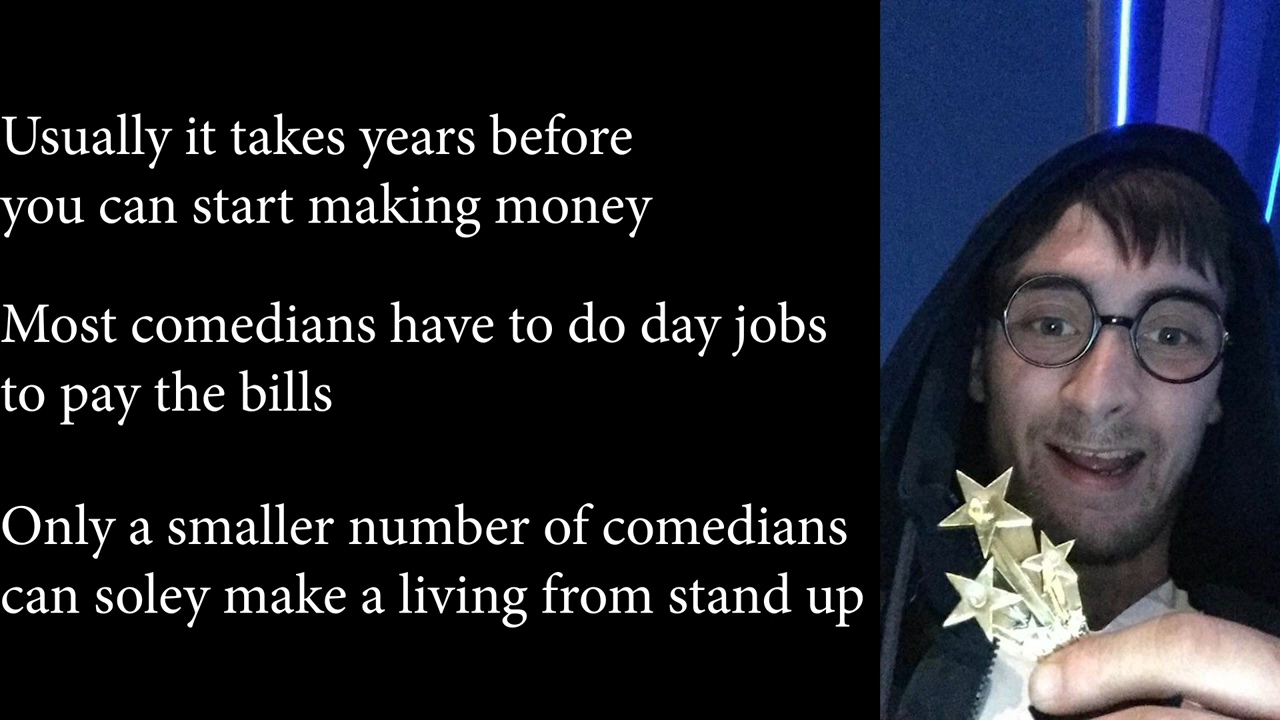 Usually it takes years before
you can start making money
Most comedians have to do day jobs
to pay the bills
Only a smaller number of comedians
can soley make a living from stand up